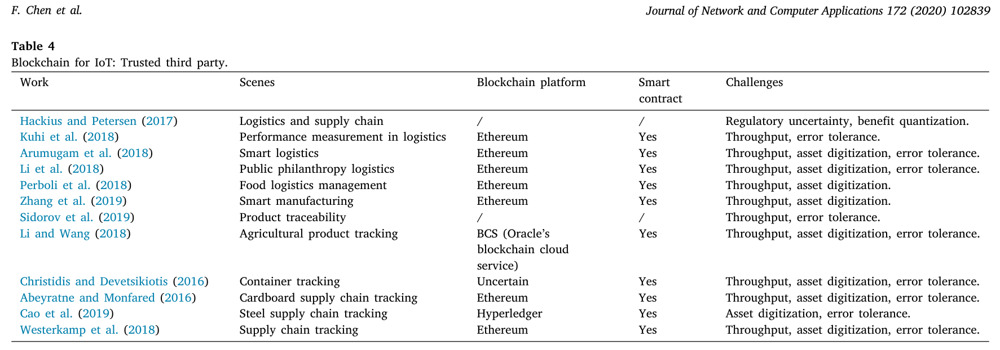 F. Chen et al.
Journal of Network and Computer Applications 172 (2020) 102839
Table 4
Blockchain for IoT: Trusted third party.
Work Scenes Blockchain platform Smart contract Challenges
Hackius and Petersen (2017) Logistics and supply chain / / Regulatory uncertainty, benefit quantization.
Kuhi et al. (2018) Performance measurement in logistics Ethereum Yes Throughput, error tolerance.
Arumugam et al. (2018) Smart logistics Ethereum Yes Throughput, asset digitization, error tolerance.
Li et al. (2018) Public philanthropy logistics Ethereum Yes Throughput, asset digitization, error tolerance.
Perboli et al. (2018) Food logistics management Ethereum Yes Throughput, asset digitization.
Zhang et al. (2019) Smart manufacturing Ethereum Yes Throughput, asset digitization.
Sidorov et al. (2019) Product traceability / / Throughput, error tolerance.
Li and Wang (2018) Agricultural product tracking BCS (Oracle's Yes Throughput, asset digitization, error tolerance.
blockchain cloud
service)
Christidis and Devetsikiotis (2016) Container tracking Uncertain Yes Throughput, asset digitization, error tolerance.
Abeyratne and Monfared (2016) Cardboard supply chain tracking Ethereum Yes Throughput, asset digitization, error tolerance.
Cao et al. (2019) Steel supply chain tracking Hyperledger Yes Asset digitization, error tolerance.
Westerkamp et al. (2018) Supply chain tracking Ethereum Yes Throughput, asset digitization, error tolerance.